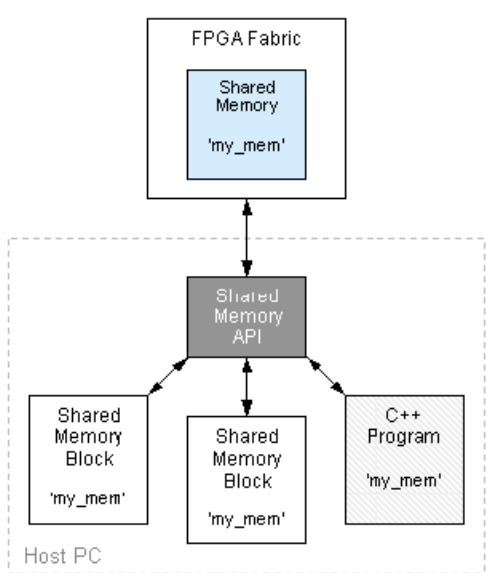 FPGA Fabric
Shared
Memory
'my_mem'
Shared
Memory
API
Shared
Memory
Block
'my_mem'
Shared
Memory
Block
'my_mem'
C++
Program
'my_mem'
Host PC